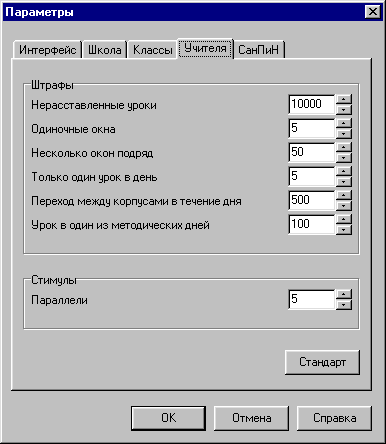 Параметры
Интерфейс Школа Классы Учителя СанПиН
Штрафы
Нерасставленные уроки 10000
Одиночные окна 5
Несколько окон подряд 50
Только один урок в день 5
Переход между корпусами в течение дня 500
Урок в один из методических дней 100
Стимулы
Параллели 5
Стандарт
OK Отмена Справка